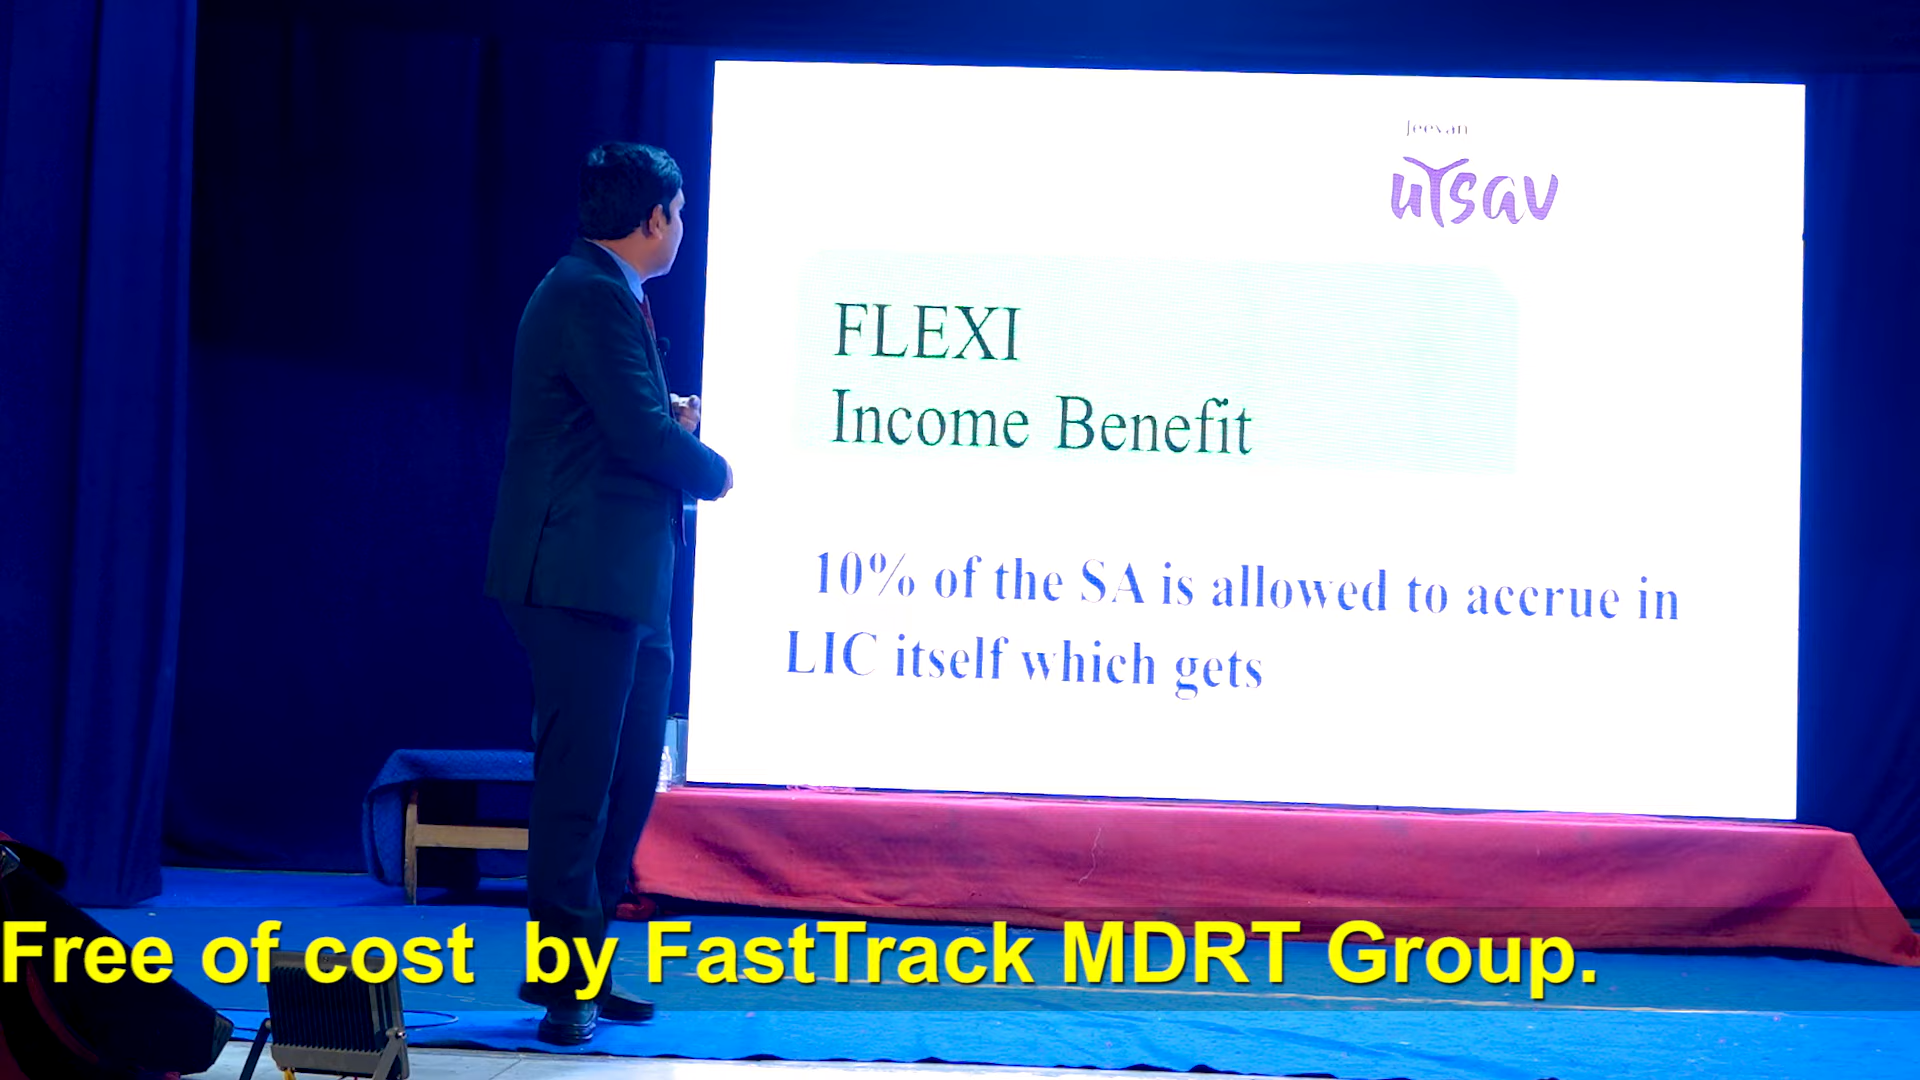 Jeevan
utsav
FLEXI
Income Benefit
10% of the SA is allowed to accrue in
LIC itself which gets
Free of cost by FastTrack MDRT Group.